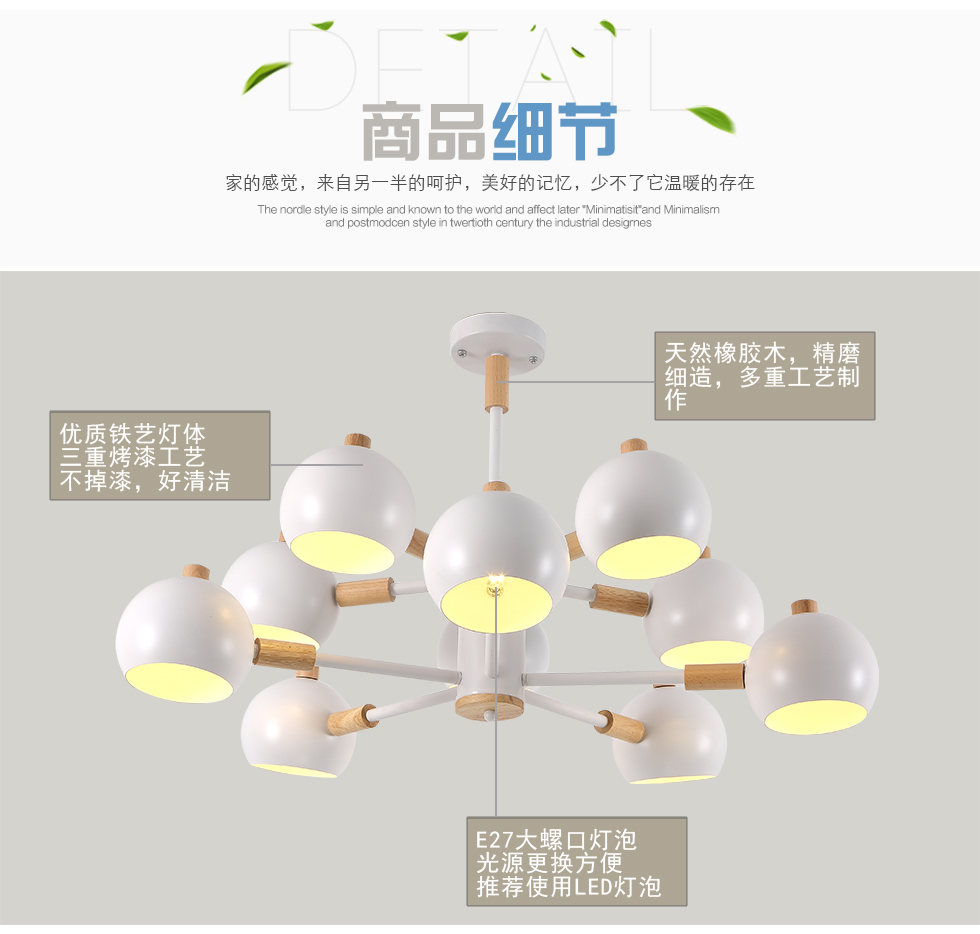 DETAIL
商品细节
家的感觉，来自另一半的呵护，美好的记忆，少不了它温暖的存在
The nordle style is simple and known to the world and affect later "Minimatisit"and Minimalism
and postmodcen style in twertioth century the industrial desigmes
天然橡胶木，精磨
细造，多重工艺制
作
优质铁艺灯体
三重烤漆工艺
不掉漆，好清洁
E27大螺口灯泡
光源更换方便
推荐使用LED灯泡